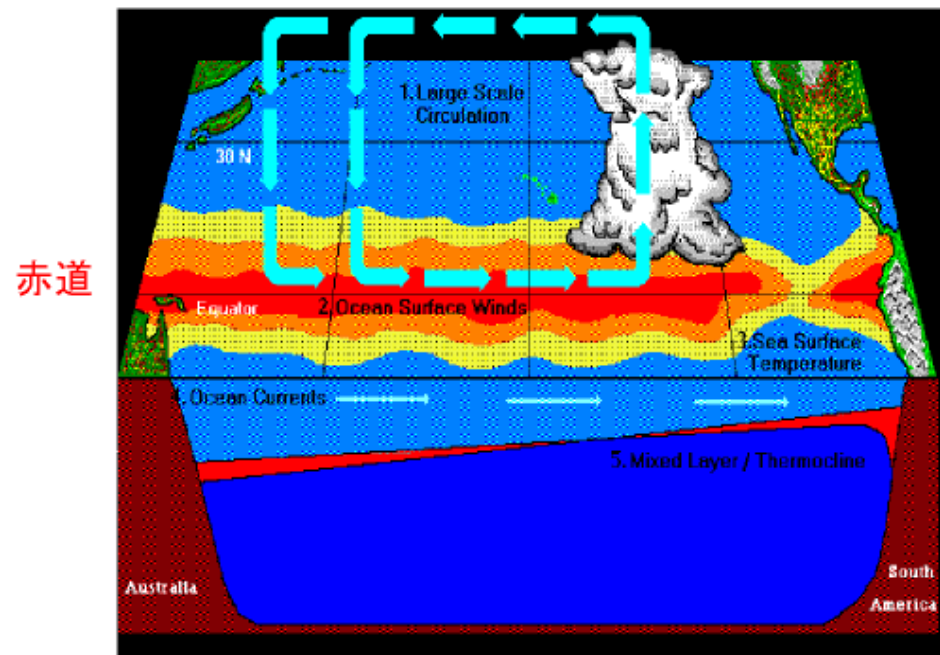 1. Large Scale
Circulation
30 N
赤道
Equator
2. Ocean Surface Winds
3. Sea Surface
Temperature
4. Ocean Currents
5. Mixed Layer / Thermocline
Australia
South
America